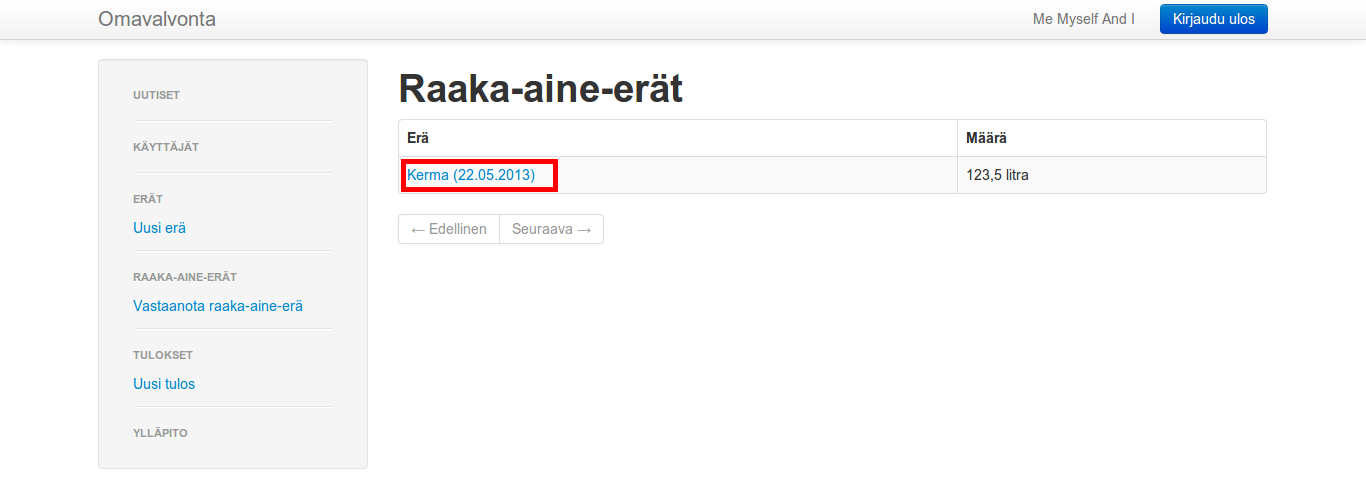 Omavalvonta Me Myself And I Kirjaudu ulos
UUTISET
KÄYTTÄJÄT
ERÄT
Uusi erä
RAAKA-AINE-ERÄT
Vastaanota raaka-aine-erä
TULOKSET
Uusi tulos
YLLÄPITO
Raaka-aine-erät
Erä Määrä
Kerma (22.05.2013) 123,5 litra
← Edellinen Seuraava →